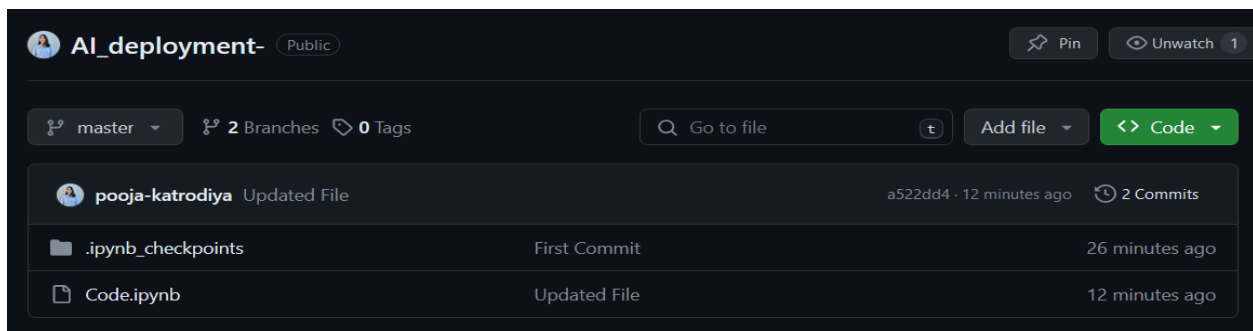 AI_deployment- Public Pin Unwatch 1
master 2 Branches 0 Tags Go to file t Add file <> Code
pooja-katrodiya Updated File a522dd4 · 12 minutes ago 2 Commits
.ipynb_checkpoints First Commit 26 minutes ago
Code.ipynb Updated File 12 minutes ago